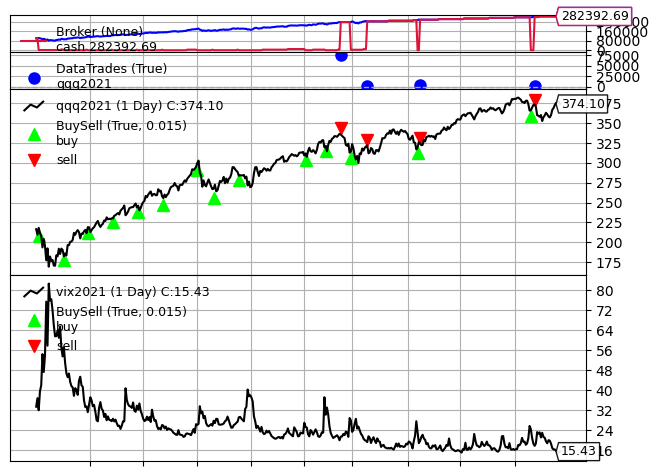 Broker (None)
cash 282392.69
282392.69
160000
80000
0
DataTrades (True)
qqq2021
75000
50000
25000
0
qqq2021 (1 Day) C:374.10
BuySell (True, 0.015)
buy
sell
374.10
375
350
325
300
275
250
225
200
175
vix2021 (1 Day) C:15.43
BuySell (True, 0.015)
buy
sell
80
72
64
56
48
40
32
24
16
15.43